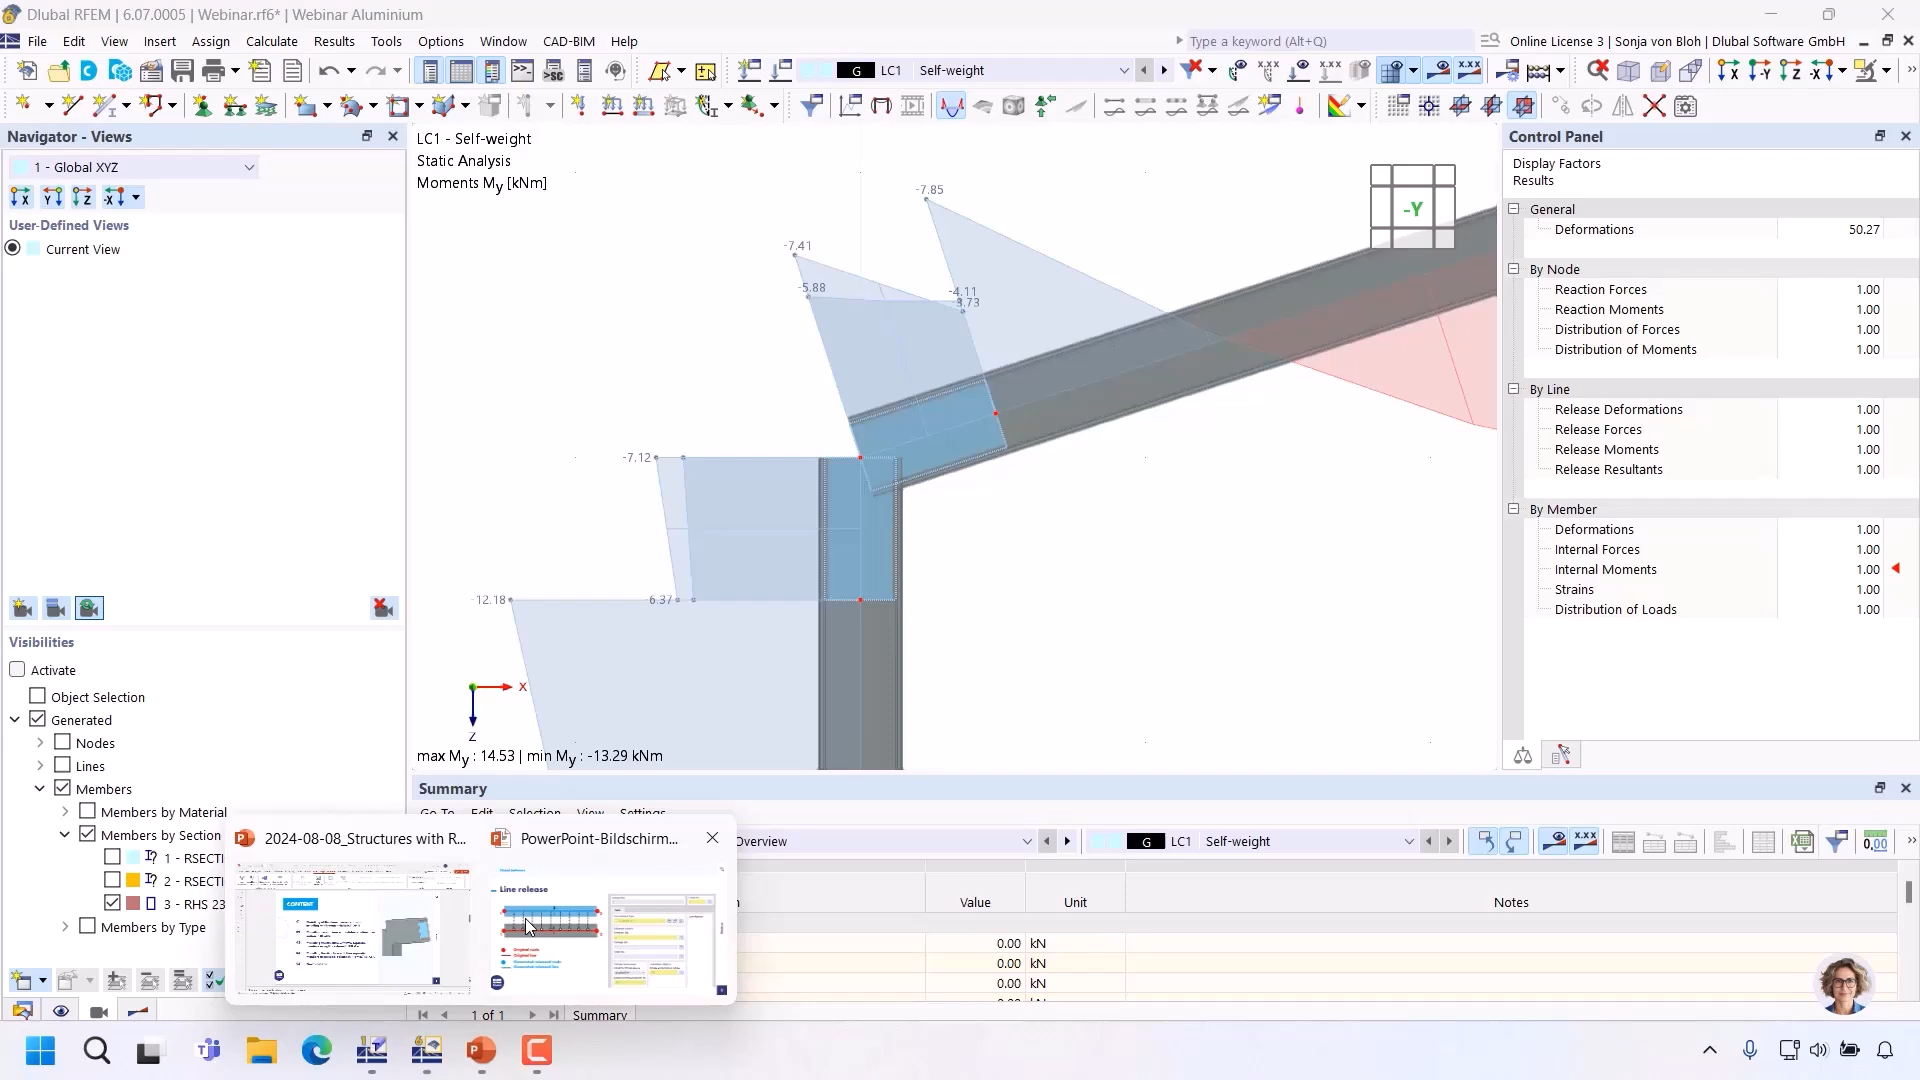 Dlubal RFEM | 6.07.0005 | Webinar.rf6* | Webinar Aluminium
File Edit View Insert Assign Calculate Results Tools Options Window CAD-BIM Help
Type a keyword (Alt+Q)
Online License 3 | Sonja von Bloh | Dlubal Software GmbH
G LC1 Self-weight
Navigator - Views
1 - Global XYZ
User-Defined Views
Current View
Visibilities
Activate
Object Selection
Generated
Nodes
Lines
Members
Members by Material
Members by Section
1 - RSECTI
2 - RSECTI
3 - RHS 23
Members by Type
LC1 - Self-weight
Static Analysis
Moments My [kNm]
-7.85
-7.41
-5.88
-4.11
-3.73
-7.12
-12.18
6.37
X
Z
-Y
max My : 14.53 | min My : -13.29 kNm
Control Panel
Display Factors
Results
General
Deformations 50.27
By Node
Reaction Forces 1.00
Reaction Moments 1.00
Distribution of Forces 1.00
Distribution of Moments 1.00
By Line
Release Deformations 1.00
Release Forces 1.00
Release Moments 1.00
Release Resultants 1.00
By Member
Deformations 1.00
Internal Forces 1.00
Internal Moments 1.00
Strains 1.00
Distribution of Loads 1.00
Summary
Go To Edit Selection View Settings
Overview
G LC1 Self-weight
Value Unit Notes
0.00 kN
0.00 kN
0.00 kN
1 of 1 Summary
2024-08-08_Structures with R...
PowerPoint-Bildschirm...
CONTENT
Line release